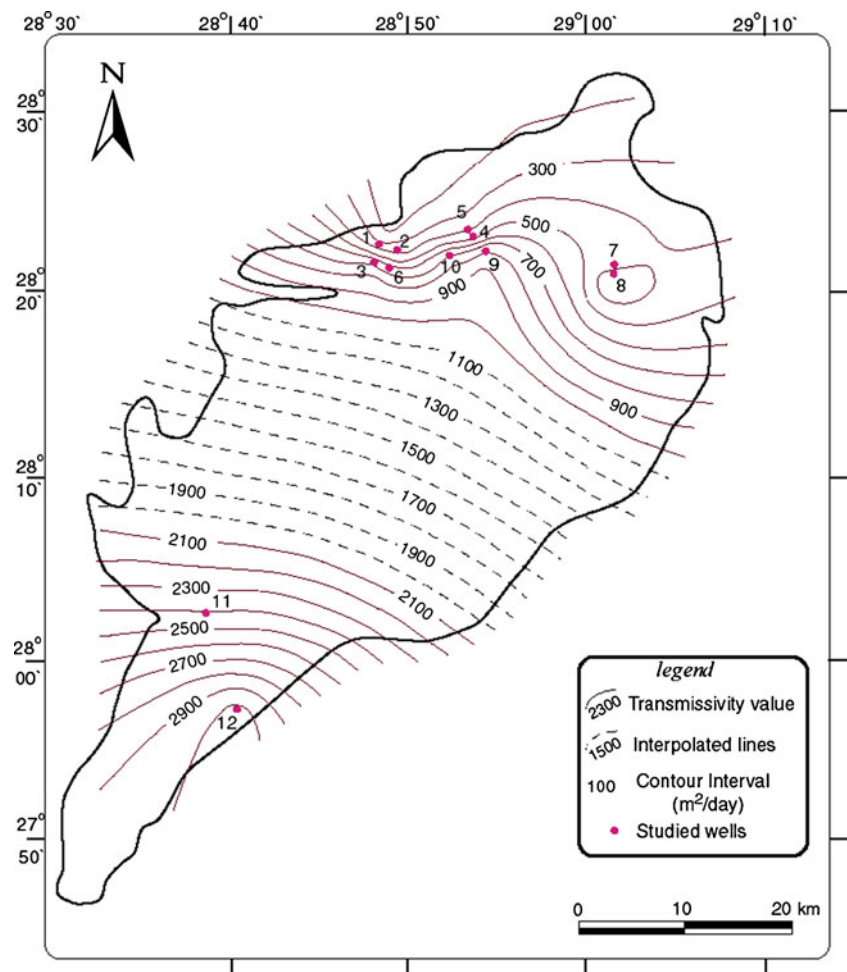 28° 30` 28° 40` 28° 50` 29° 00` 29° 10`
N
28° 30`
300
5
500
1 2 4
7
3 6 10 9 700
8
28° 20`
900
1100
900
1300
1500
28° 10`
1900
1700
2100
1900
2300
2100
11
2500
28° 00`
2700
2900
12
27° 50`
legend
2300 Transmissivity value
1500 Interpolated lines
100 Contour Interval
(m²/day)
Studied wells
0 10 20 km